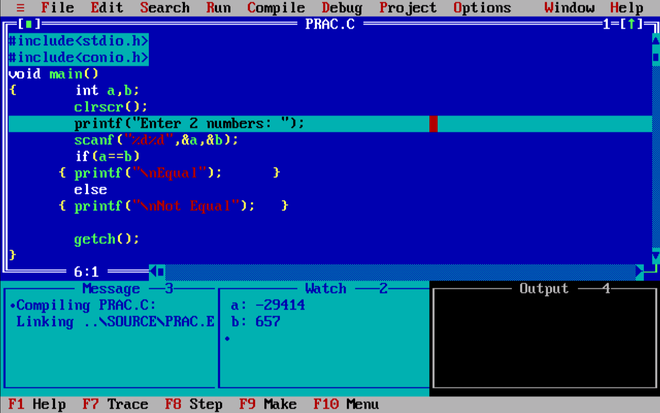 ≡ File Edit Search Run Compile Debug Project Options Window Help
[■] PRAC.C 1=[↑]
#include<stdio.h>
#include<conio.h>
void main()
{ int a,b;
clrscr();
printf("Enter 2 numbers: ");
scanf("%d%d",&a,&b);
if(a==b)
{ printf("\nEqual"); }
else
{ printf("\nNot Equal"); }
getch();
}
6:1
Message 3
•Compiling PRAC.C:
Linking ..\SOURCE\PRAC.E
Watch 2
a: -29414
b: 657
Output 4
F1 Help F7 Trace F8 Step F9 Make F10 Menu